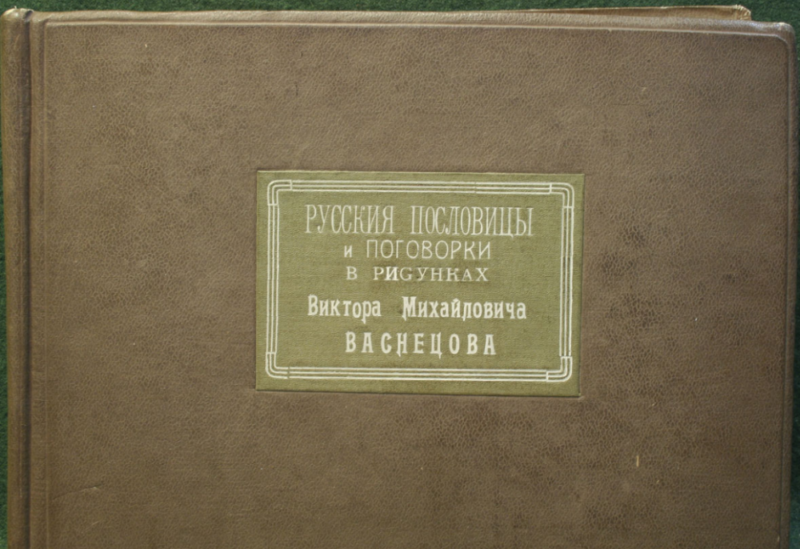 РУССКИЯ ПОСЛОВИЦЫ
и ПОГОВОРКИ
В РИСУНКАХ
Виктора Михайловича
ВАСНЕЦОВА